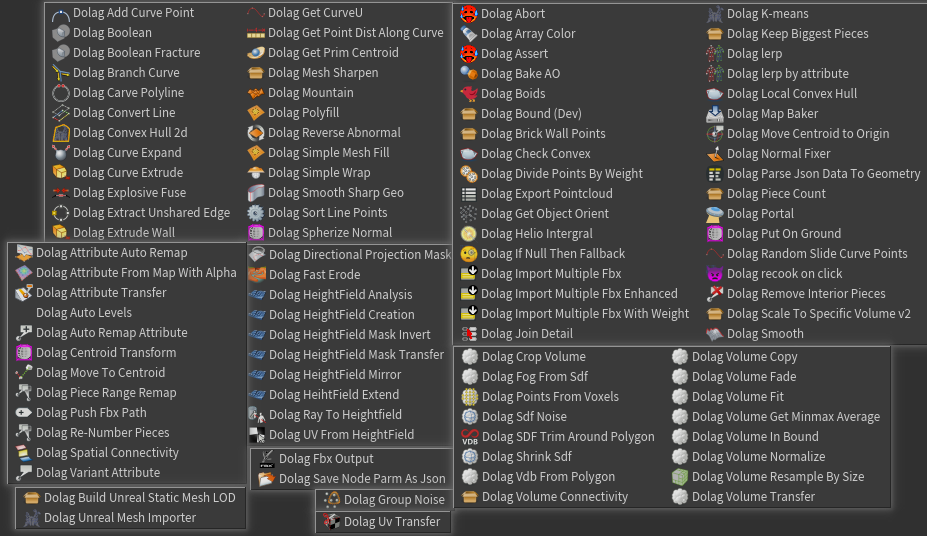 Dolag Add Curve Point
Dolag Boolean
Dolag Boolean Fracture
Dolag Branch Curve
Dolag Carve Polyline
Dolag Convert Line
Dolag Convex Hull 2d
Dolag Curve Expand
Dolag Curve Extrude
Dolag Explosive Fuse
Dolag Extract Unshared Edge
Dolag Extrude Wall
Dolag Get CurveU
Dolag Get Point Dist Along Curve
Dolag Get Prim Centroid
Dolag Mesh Sharpen
Dolag Mountain
Dolag Polyfill
Dolag Reverse Abnormal
Dolag Simple Mesh Fill
Dolag Simple Wrap
Dolag Smooth Sharp Geo
Dolag Sort Line Points
Dolag Spherize Normal
Dolag Abort
Dolag Array Color
Dolag Assert
Dolag Bake AO
Dolag Boids
Dolag Bound (Dev)
Dolag Brick Wall Points
Dolag Check Convex
Dolag Divide Points By Weight
Dolag Export Pointcloud
Dolag Get Object Orient
Dolag Helio Intergral
Dolag If Null Then Fallback
Dolag Import Multiple Fbx
Dolag Import Multiple Fbx Enhanced
Dolag Import Multiple Fbx With Weight
Dolag Join Detail
Dolag K-means
Dolag Keep Biggest Pieces
Dolag lerp
Dolag lerp by attribute
Dolag Local Convex Hull
Dolag Map Baker
Dolag Move Centroid to Origin
Dolag Normal Fixer
Dolag Parse Json Data To Geometry
Dolag Piece Count
Dolag Portal
Dolag Put On Ground
Dolag Random Slide Curve Points
Dolag recook on click
Dolag Remove Interior Pieces
Dolag Scale To Specific Volume v2
Dolag Smooth
Dolag Attribute Auto Remap
Dolag Attribute From Map With Alpha
Dolag Attribute Transfer
Dolag Auto Levels
Dolag Auto Remap Attribute
Dolag Centroid Transform
Dolag Move To Centroid
Dolag Piece Range Remap
Dolag Push Fbx Path
Dolag Re-Number Pieces
Dolag Spatial Connectivity
Dolag Variant Attribute
Dolag Directional Projection Mask
Dolag Fast Erode
Dolag HeightField Analysis
Dolag HeightField Creation
Dolag HeightField Mask Invert
Dolag HeightField Mask Transfer
Dolag HeightField Mirror
Dolag HeihtField Extend
Dolag Ray To Heightfield
Dolag UV From HeightField
Dolag Crop Volume
Dolag Fog From Sdf
Dolag Points From Voxels
Dolag Sdf Noise
VDB
Dolag SDF Trim Around Polygon
Dolag Shrink Sdf
Dolag Vdb From Polygon
Dolag Volume Connectivity
Dolag Volume Copy
Dolag Volume Fade
Dolag Volume Fit
Dolag Volume Get Minmax Average
Dolag Volume In Bound
Dolag Volume Normalize
Dolag Volume Resample By Size
Dolag Volume Transfer
FBX
Dolag Fbx Output
Dolag Save Node Parm As Json
Dolag Build Unreal Static Mesh LOD
Dolag Unreal Mesh Importer
Dolag Group Noise
Dolag Uv Transfer